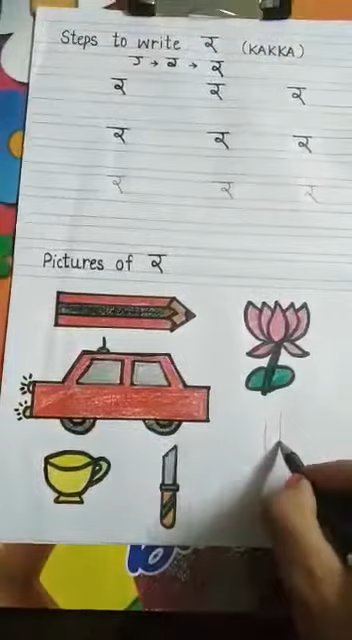 Steps to write ਕ (KAKKA)
→ → ਕ
ਕ ਕ ਕ
ਕ ਕ ਕ
ਕ ਕ ਕ
Pictures of ਕ